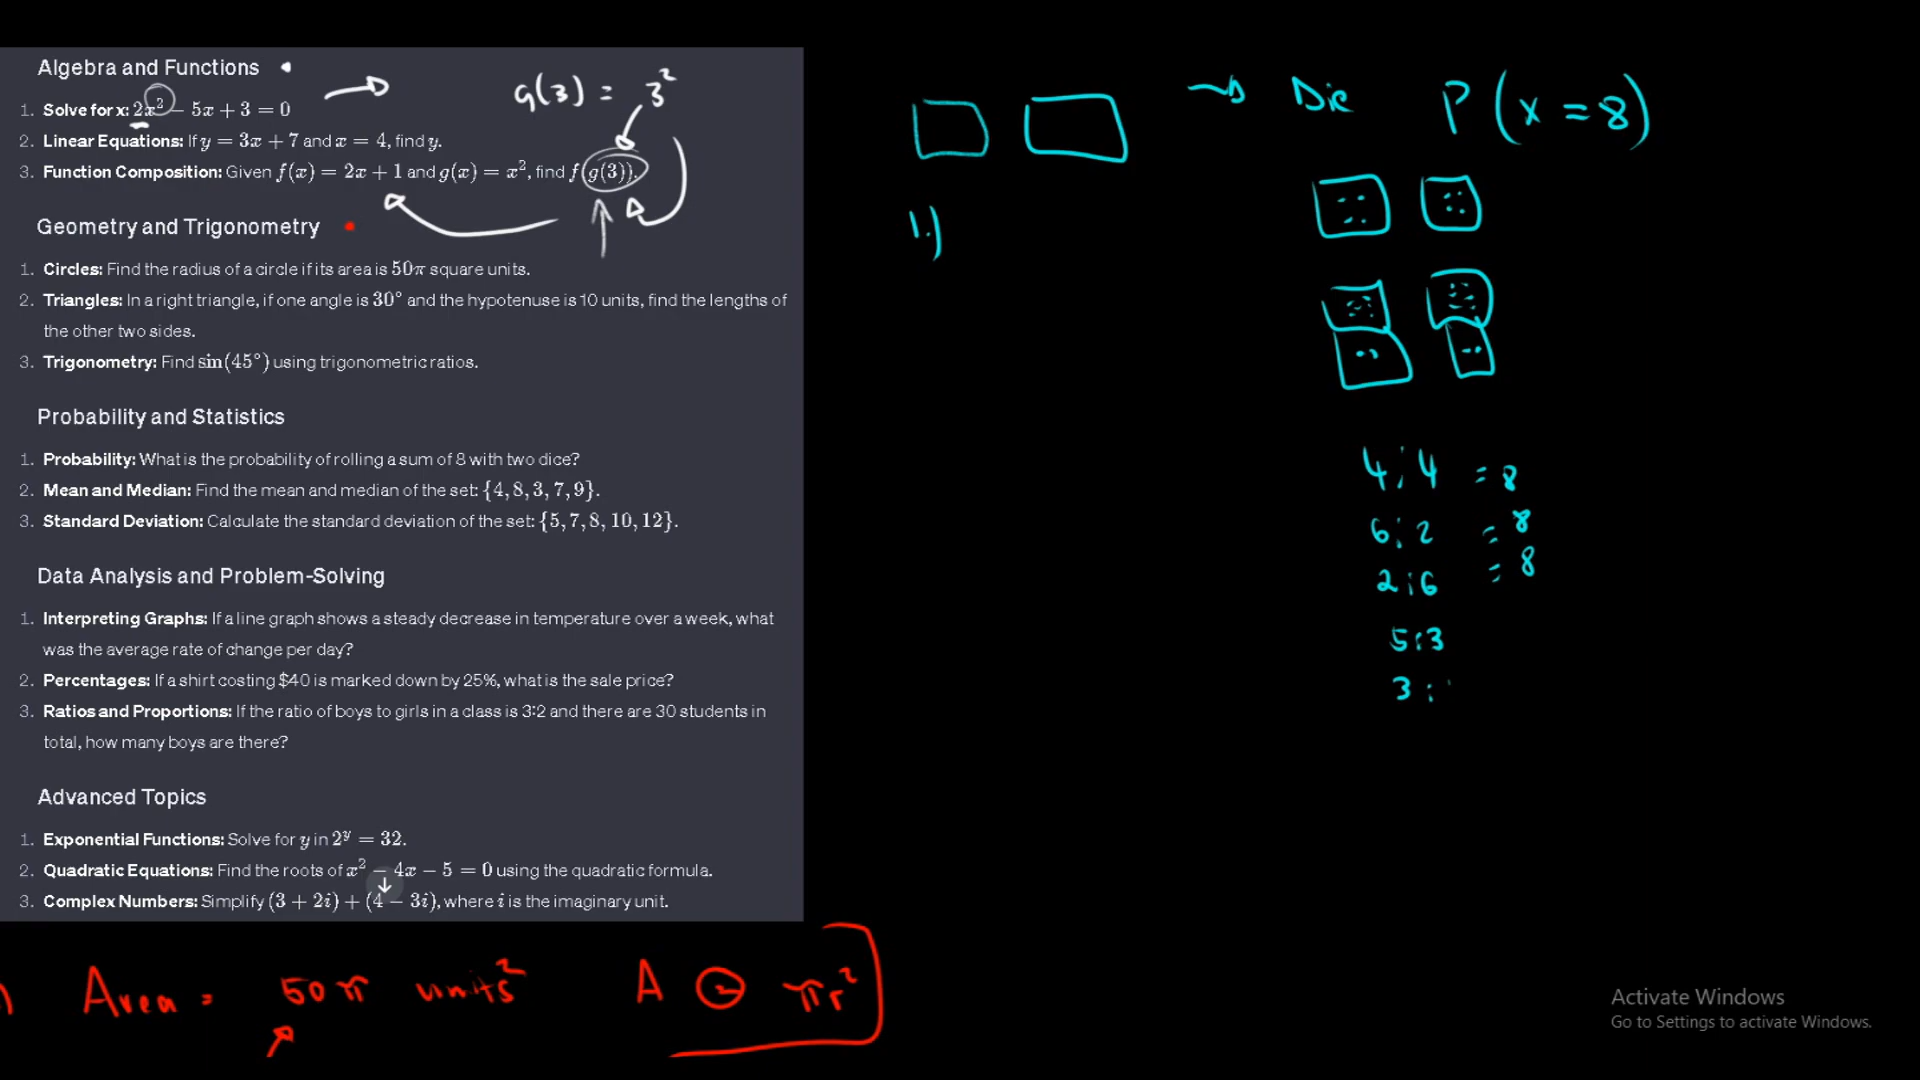 Algebra and Functions
1. Solve for x: 2x² − 5x + 3 = 0
2. Linear Equations: If y = 3x + 7 and x = 4, find y.
3. Function Composition: Given f(x) = 2x + 1 and g(x) = x², find f(g(3)).
g(3) = 3²
Geometry and Trigonometry
1. Circles: Find the radius of a circle if its area is 50π square units.
2. Triangles: In a right triangle, if one angle is 30° and the hypotenuse is 10 units, find the lengths of
the other two sides.
3. Trigonometry: Find sin(45°) using trigonometric ratios.
Probability and Statistics
1. Probability: What is the probability of rolling a sum of 8 with two dice?
2. Mean and Median: Find the mean and median of the set: {4, 8, 3, 7, 9}.
3. Standard Deviation: Calculate the standard deviation of the set: {5, 7, 8, 10, 12}.
Data Analysis and Problem-Solving
1. Interpreting Graphs: If a line graph shows a steady decrease in temperature over a week, what
was the average rate of change per day?
2. Percentages: If a shirt costing $40 is marked down by 25%, what is the sale price?
3. Ratios and Proportions: If the ratio of boys to girls in a class is 3:2 and there are 30 students in
total, how many boys are there?
Advanced Topics
1. Exponential Functions: Solve for y in 2^y = 32.
2. Quadratic Equations: Find the roots of x² − 4x − 5 = 0 using the quadratic formula.
3. Complex Numbers: Simplify (3 + 2i) + (4 − 3i), where i is the imaginary unit.
) Area = 50π units² A = πr²
→ Die P(x = 8)
1.)
4;4 = 8
6;2 = 8
2;6 = 8
5;3
3;
Activate Windows
Go to Settings to activate Windows.